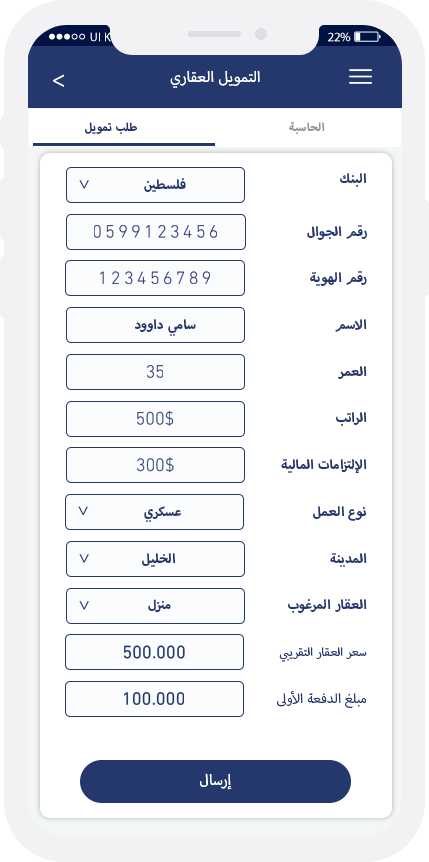 ●●●○○ UI K 22%
التمويل العقاري
الحاسبة طلب تمويل
البنك فلسطين
رقم الجوال 0599123456
رقم الهوية 123456789
الاسم سامي داوود
العمر 35
الراتب 500$
الإلتزامات المالية 300$
نوع العمل عسكري
المدينة الخليل
العقار المرغوب منزل
سعر العقار التقريبي 500.000
مبلغ الدفعة الأولى 100.000
إرسال